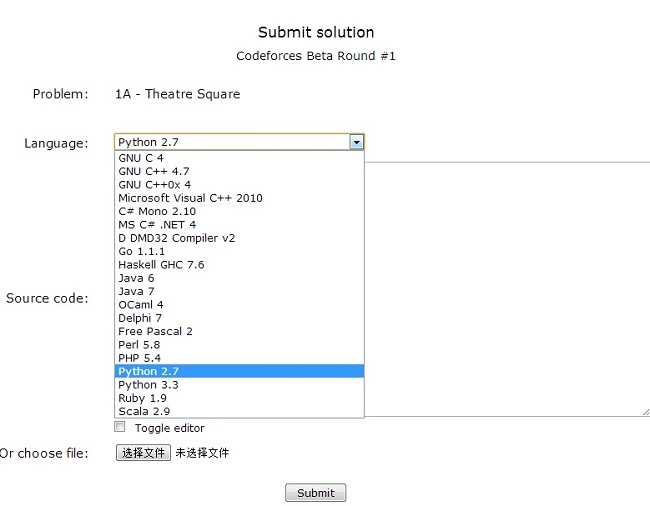 Submit solution
Codeforces Beta Round #1
Problem: 1A - Theatre Square
Language: Python 2.7
GNU C 4
GNU C++ 4.7
GNU C++0x 4
Microsoft Visual C++ 2010
C# Mono 2.10
MS C# .NET 4
D DMD32 Compiler v2
Go 1.1.1
Haskell GHC 7.6
Java 6
Java 7
Source code:
OCaml 4
Delphi 7
Free Pascal 2
Perl 5.8
PHP 5.4
Python 2.7
Python 3.3
Ruby 1.9
Scala 2.9
Toggle editor
Or choose file: 选择文件 未选择文件
Submit